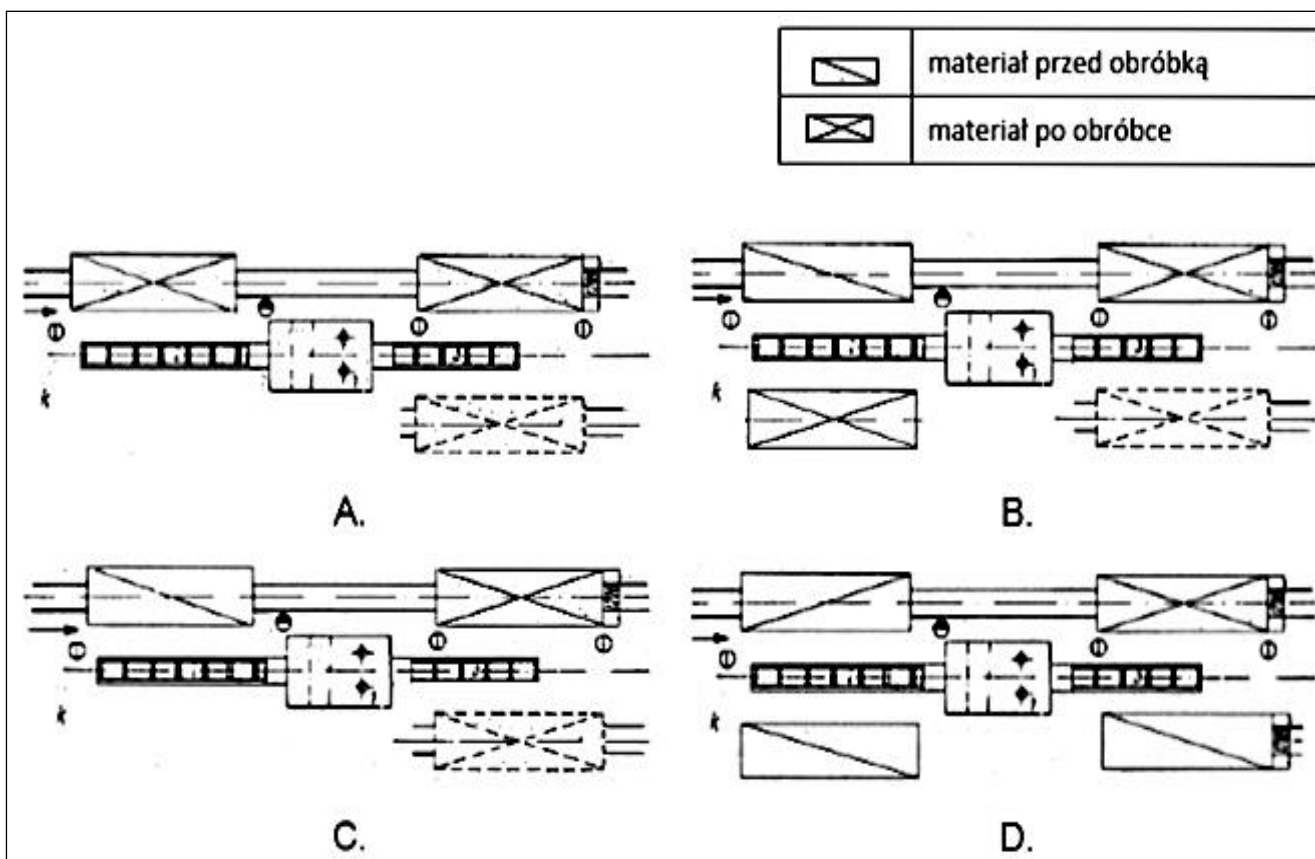 materiał przed obróbką
materiał po obróbce
k
k
A.
B.
k
k
C.
D.